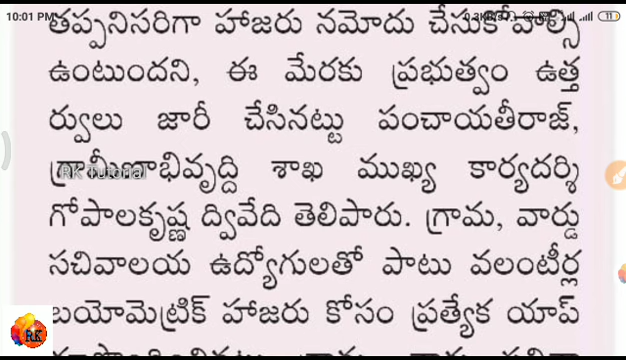 10:01 PM
తప్పనిసరిగా హాజరు నమోదు చేసుకోవాల్సి
ఉంటుందని, ఈ మేరకు ప్రభుత్వం ఉత్త
ర్వులు జారీ చేసినట్టు పంచాయతీరాజ్,
గ్రామీణాభివృద్ది శాఖ ముఖ్య కార్యదర్శి
RK Tutorial
గోపాలకృష్ణ ద్వివేది తెలిపారు. గ్రామ, వార్డు
సచివాలయ ఉద్యోగులతో పాటు వలంటీర్ల
బయోమెట్రిక్ హాజరు కోసం ప్రత్యేక యాప్
RK